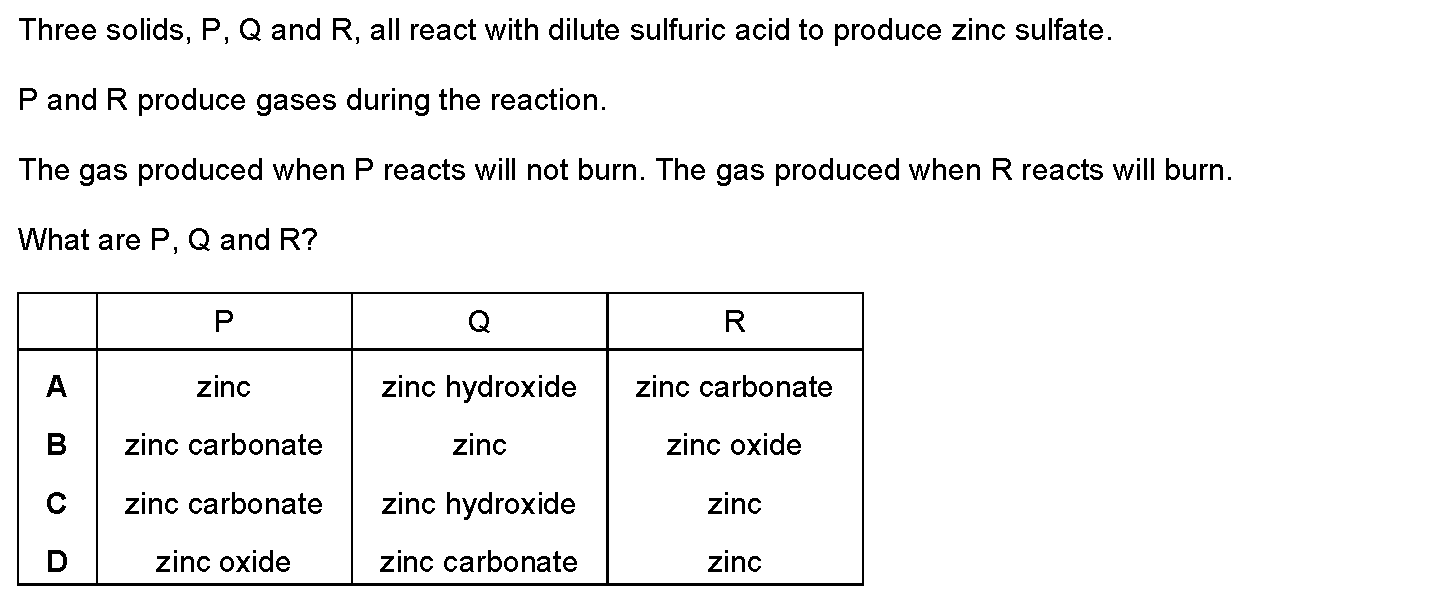 Three solids, P, Q and R, all react with dilute sulfuric acid to produce zinc sulfate.
P and R produce gases during the reaction.
The gas produced when P reacts will not burn. The gas produced when R reacts will burn.
What are P, Q and R?
P Q R
A zinc zinc hydroxide zinc carbonate
B zinc carbonate zinc zinc oxide
C zinc carbonate zinc hydroxide zinc
D zinc oxide zinc carbonate zinc